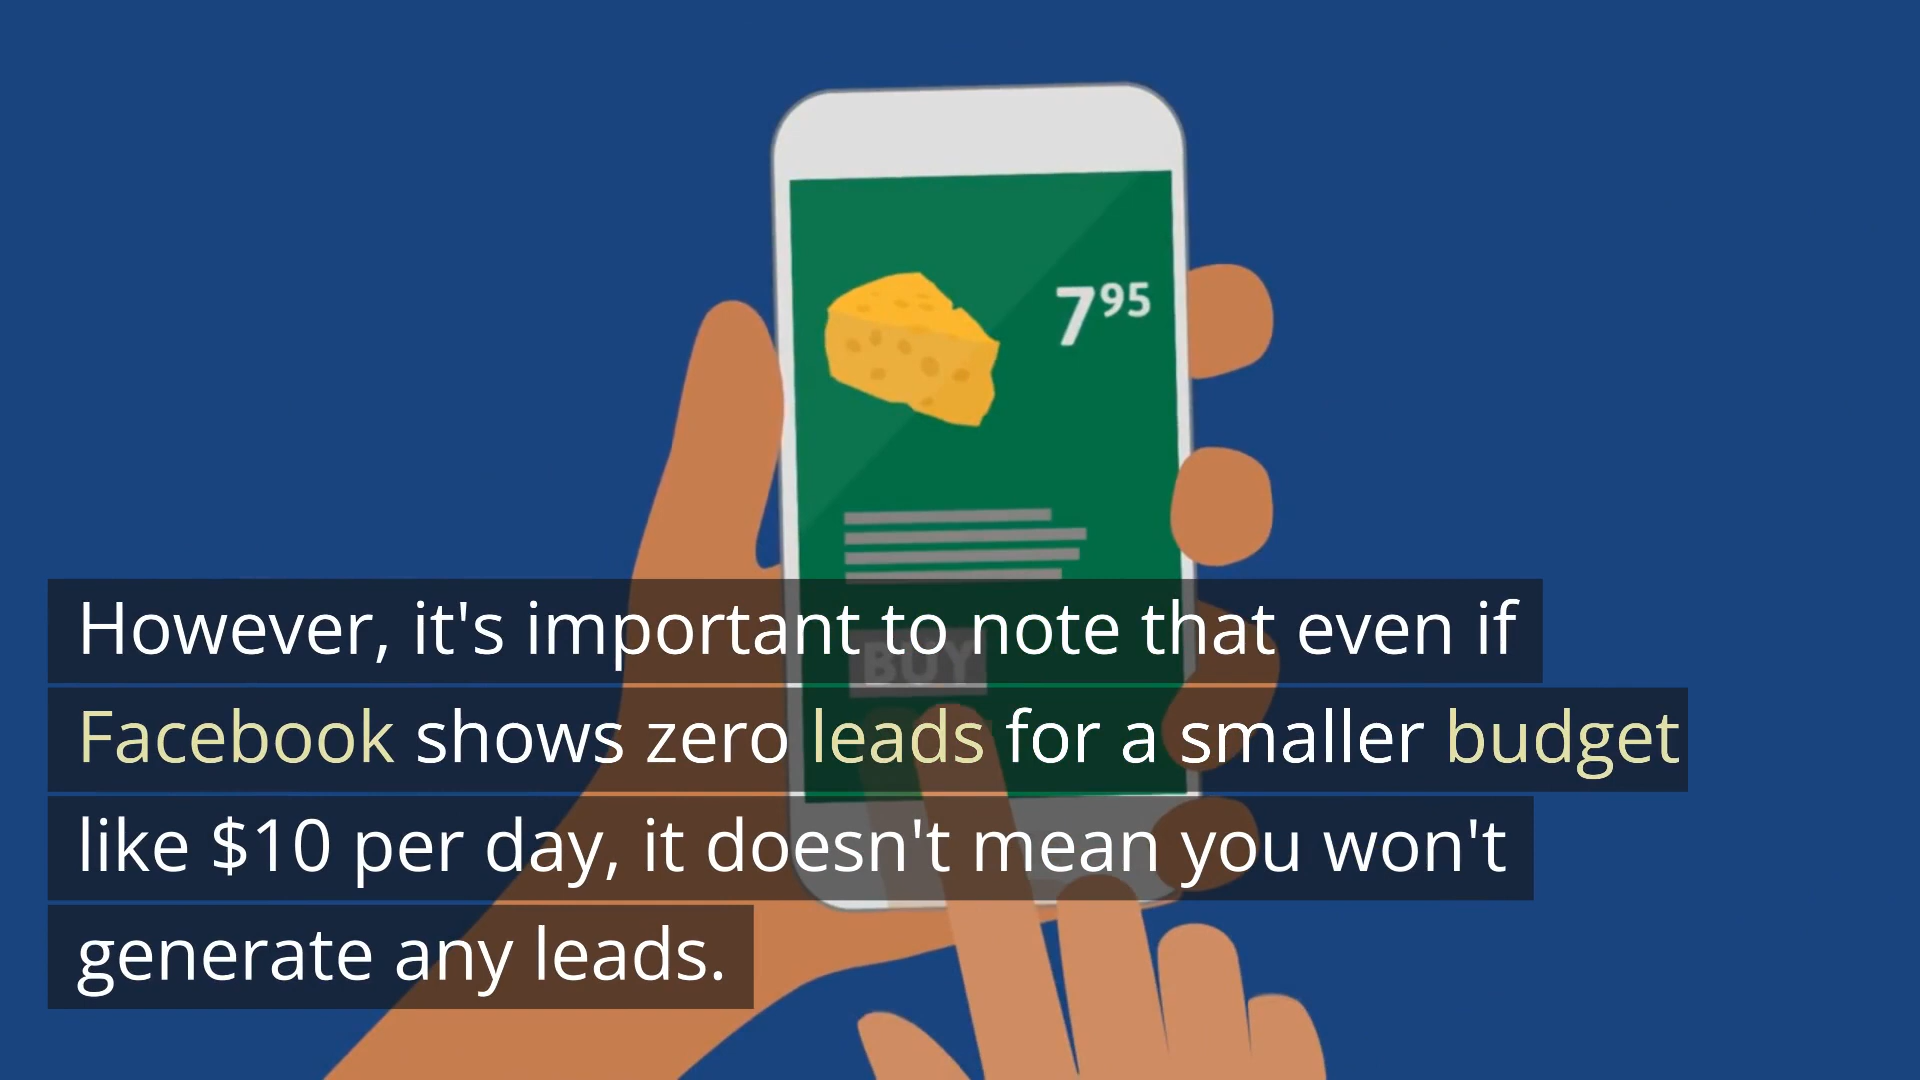 7⁹⁵
BUY
However, it's important to note that even if
Facebook shows zero leads for a smaller budget
like $10 per day, it doesn't mean you won't
generate any leads.